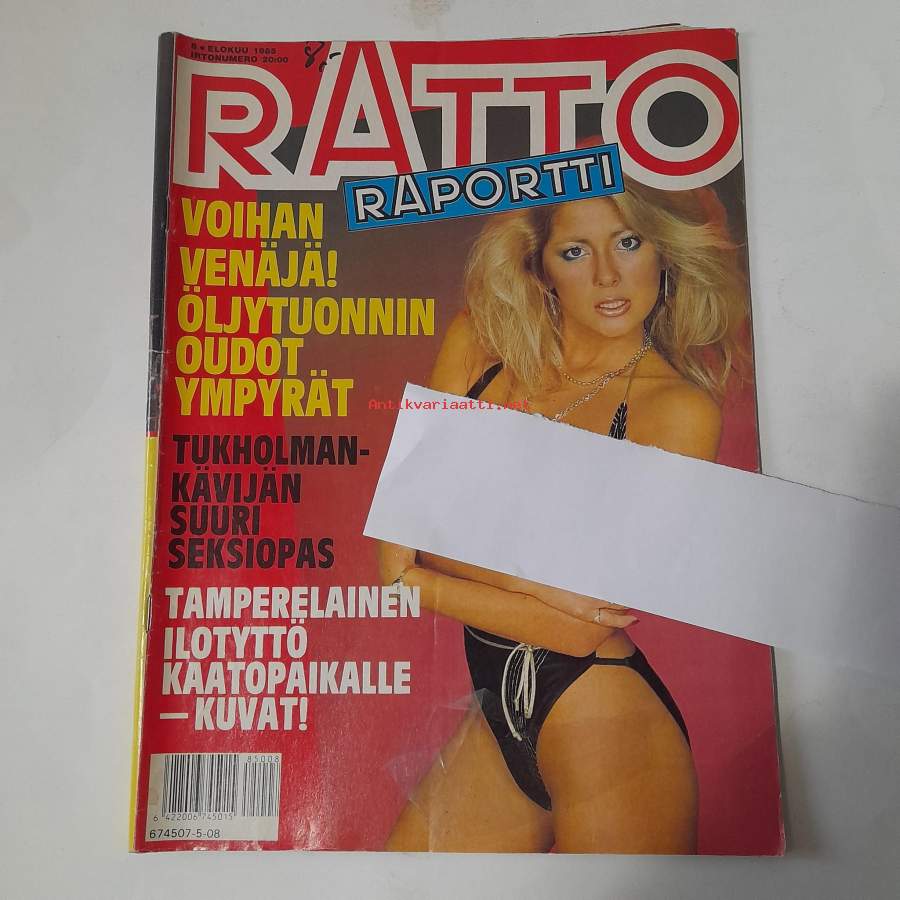 8 • ELOKUU 1985
IRTONUMERO 20:00
8,-
RATTO
RAPORTTI
VOIHAN
VENÄJÄ!
ÖLJYTUONNIN
OUDOT
YMPYRÄT
Antikvariaatti.net
TUKHOLMAN-
KÄVIJÄN
SUURI
SEKSIOPAS
TAMPERELAINEN
ILOTYTTÖ
KAATOPAIKALLE
—KUVAT!
85008
6 422006 745015
674507-5-08